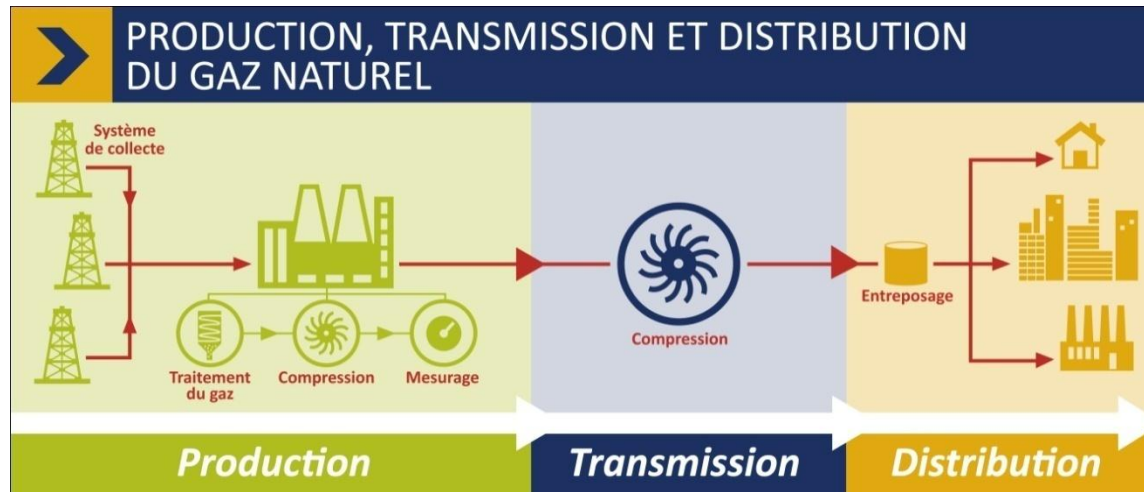 PRODUCTION, TRANSMISSION ET DISTRIBUTION
DU GAZ NATUREL
Système
de collecte
Traitement
du gaz
Compression
Mesurage
Compression
Entreposage
Production
Transmission
Distribution